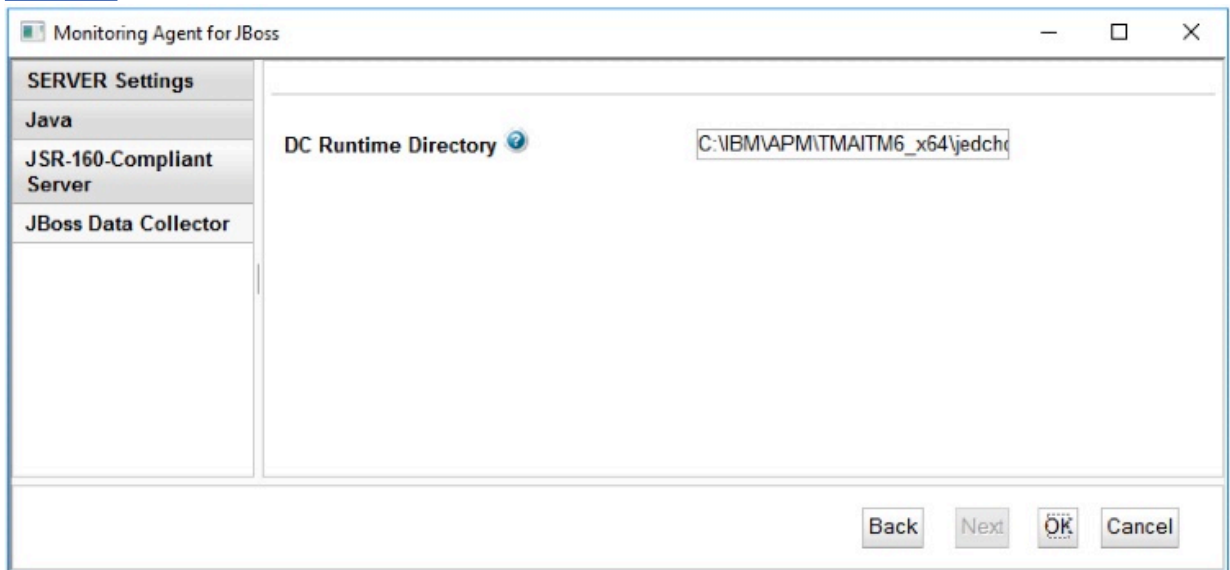 Monitoring Agent for JBoss
SERVER Settings
Java
JSR-160-Compliant
Server
JBoss Data Collector
DC Runtime Directory
C:\IBM\APM\TMAITM6_x64\jedchd
Back Next OK Cancel